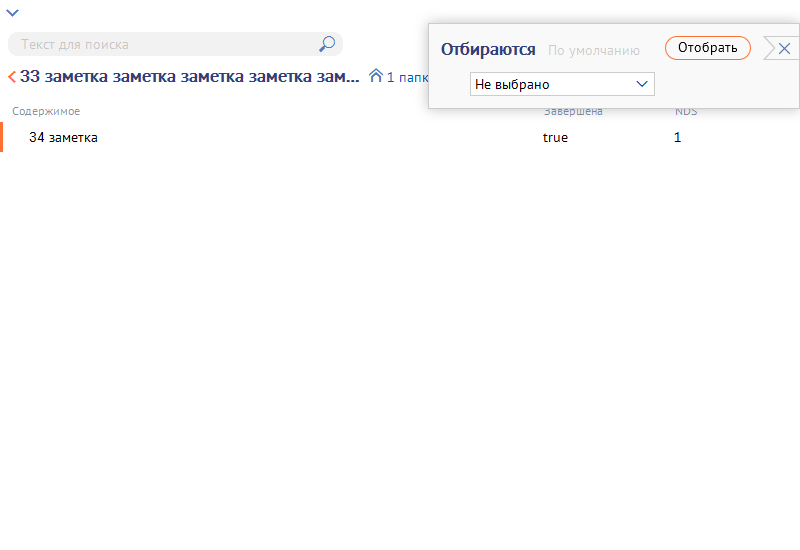 Текст для поиска
Отбираются По умолчанию Отобрать
33 заметка заметка заметка заметка зам... 1 папк
Не выбрано
Содержимое Завершена NDS
34 заметка true 1